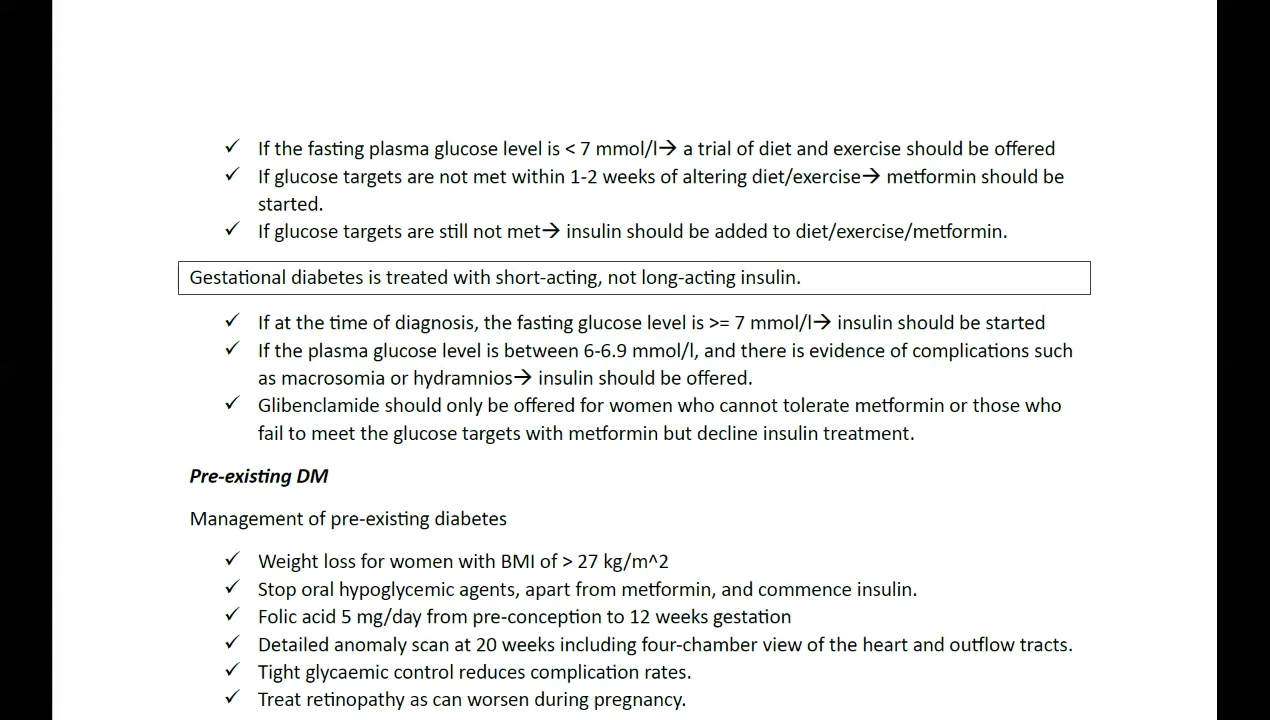 ✓ If the fasting plasma glucose level is < 7 mmol/l→ a trial of diet and exercise should be offered
✓ If glucose targets are not met within 1-2 weeks of altering diet/exercise→ metformin should be
started.
✓ If glucose targets are still not met→ insulin should be added to diet/exercise/metformin.
Gestational diabetes is treated with short-acting, not long-acting insulin.
✓ If at the time of diagnosis, the fasting glucose level is >= 7 mmol/l→ insulin should be started
✓ If the plasma glucose level is between 6-6.9 mmol/l, and there is evidence of complications such
as macrosomia or hydramnios→ insulin should be offered.
✓ Glibenclamide should only be offered for women who cannot tolerate metformin or those who
fail to meet the glucose targets with metformin but decline insulin treatment.
Pre-existing DM
Management of pre-existing diabetes
✓ Weight loss for women with BMI of > 27 kg/m^2
✓ Stop oral hypoglycemic agents, apart from metformin, and commence insulin.
✓ Folic acid 5 mg/day from pre-conception to 12 weeks gestation
✓ Detailed anomaly scan at 20 weeks including four-chamber view of the heart and outflow tracts.
✓ Tight glycaemic control reduces complication rates.
✓ Treat retinopathy as can worsen during pregnancy.